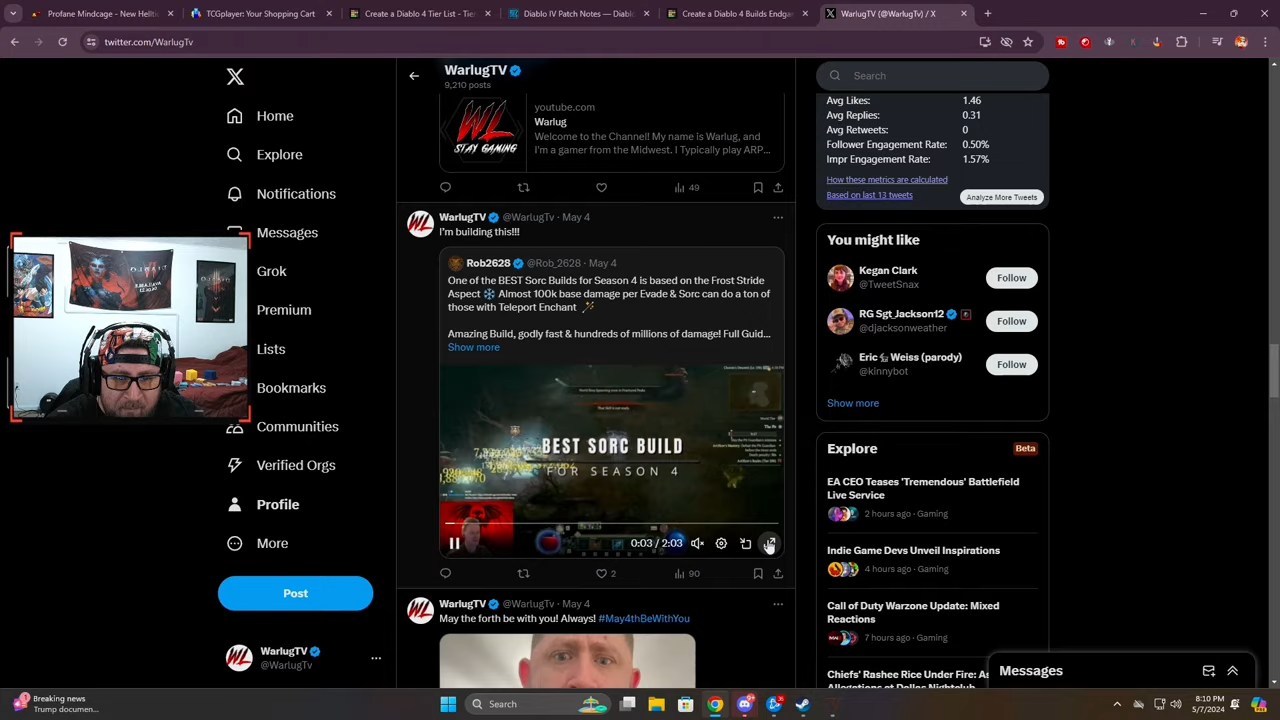 Profane Mindcage - New Hellti
TCGplayer: Your Shopping Cart
Create a Diablo 4 Tier List - Tier
Diablo IV Patch Notes — Diablo
Create a Diablo 4 Builds Endga
WarlugTV (@WarlugTv) / X
twitter.com/WarlugTv
Home
Explore
Notifications
Messages
Grok
Premium
Lists
Bookmarks
Communities
Verified Orgs
Profile
More
Post
WarlugTV
@WarlugTv
WarlugTV
9,210 posts
WL
STAY GAMING
youtube.com
Warlug
Welcome to the Channel! My name is Warlug, and
I'm a gamer from the Midwest. I Typically play ARP...
49
WarlugTV @WarlugTv · May 4
I'm building this!!!
Rob2628 @Rob_2628 · May 4
One of the BEST Sorc Builds for Season 4 is based on the Frost Stride
Aspect ❄️ Almost 100k base damage per Evade & Sorc can do a ton of
those with Teleport Enchant 🪄
Amazing Build, godly fast & hundreds of millions of damage! Full Guid...
Show more
BEST SORC BUILD
FOR SEASON 4
0:03 / 2:03
2
90
WarlugTV @WarlugTv · May 4
May the forth be with you! Always! #May4thBeWithYou
Search
Avg Likes: 1.46
Avg Replies: 0.31
Avg Retweets: 0
Follower Engagement Rate: 0.50%
Impr Engagement Rate: 1.57%
How these metrics are calculated
Based on last 13 tweets
Analyze More Tweets
You might like
Kegan Clark
@TweetSnax
Follow
RG Sgt_Jackson12
@djacksonweather
Follow
Eric Weiss (parody)
@kinnybot
Follow
Show more
Explore
Beta
EA CEO Teases 'Tremendous' Battlefield
Live Service
2 hours ago · Gaming
Indie Game Devs Unveil Inspirations
4 hours ago · Gaming
Call of Duty Warzone Update: Mixed
Reactions
7 hours ago · Gaming
Chiefs' Rashee Rice Under Fire: As
Allegations at Dallas Nightclub
Messages
1
Breaking news
Trump documen...
Search
8:10 PM
5/7/2024